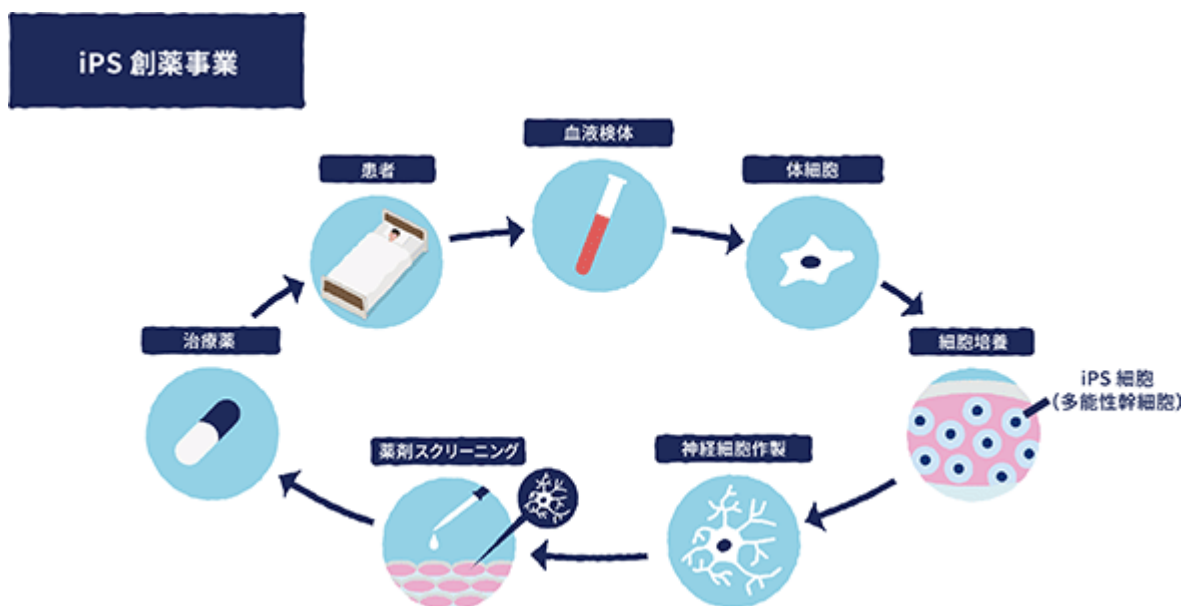 iPS 創薬事業
血液検体
患者
体細胞
治療薬
細胞培養
iPS 細胞
(多能性幹細胞)
薬剤スクリーニング
神経細胞作製